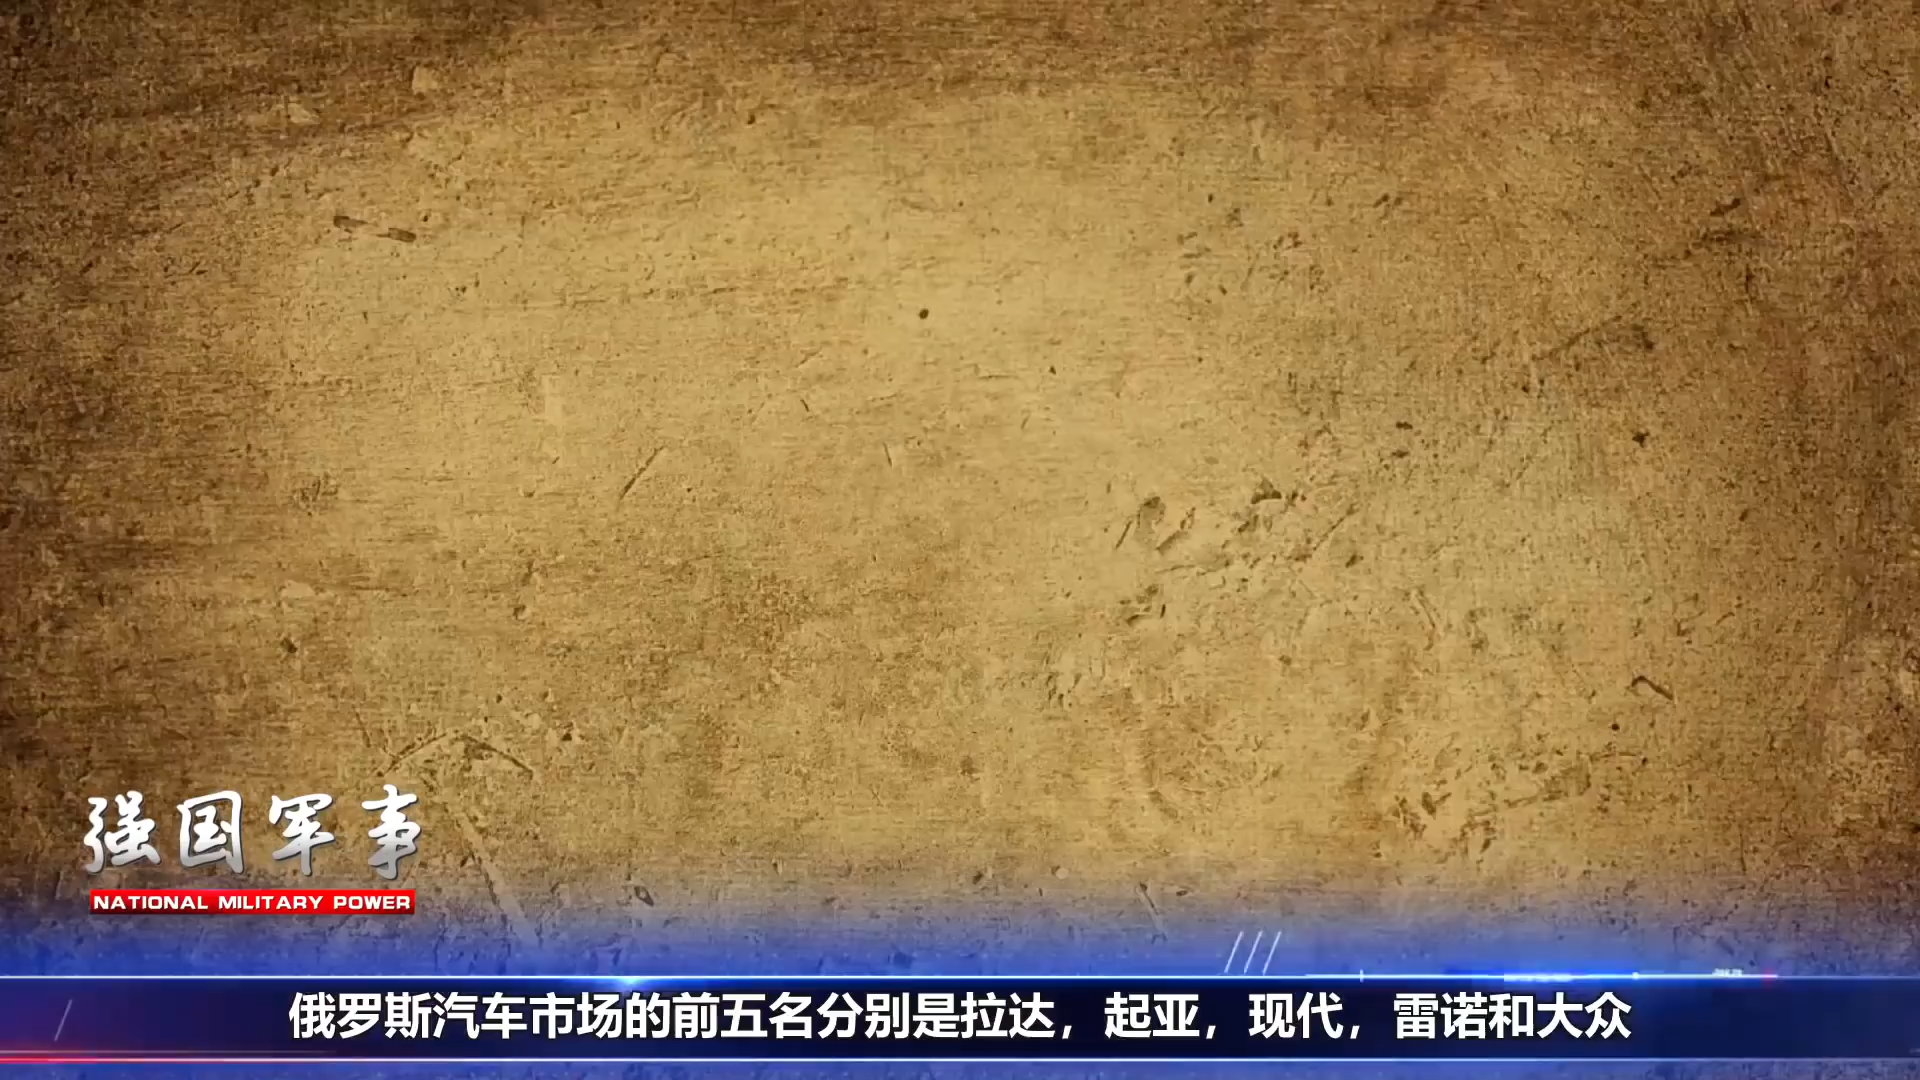 强国军事
NATIONAL MILITARY POWER
俄罗斯汽车市场的前五名分别是拉达，起亚，现代，雷诺和大众